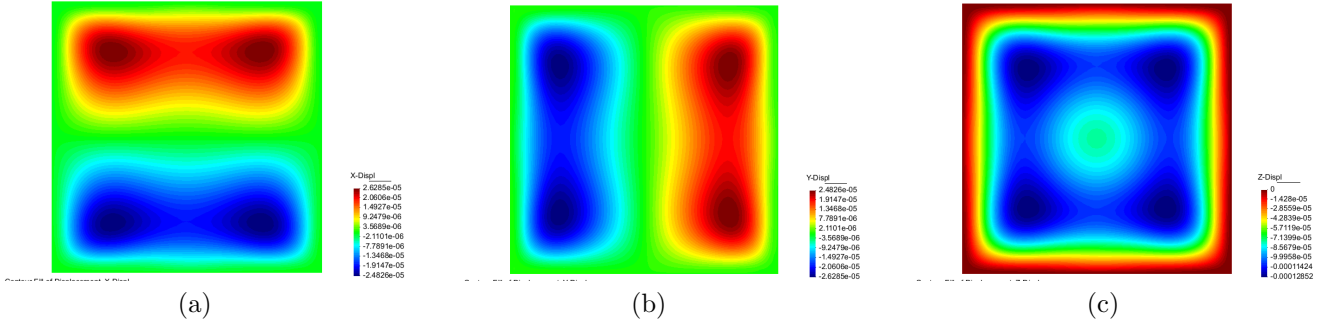 X-Displ
2.6285e-05
2.0606e-05
1.4927e-05
9.2479e-06
3.5689e-06
-2.1101e-06
-7.7891e-06
-1.3468e-05
-1.9147e-05
-2.4826e-05
Y-Displ
2.4826e-05
1.9147e-05
1.3468e-05
7.7891e-06
2.1101e-06
-3.5689e-06
-9.2479e-06
-1.4927e-05
-2.0606e-05
-2.6285e-05
Z-Displ
0
-1.428e-05
-2.8559e-05
-4.2839e-05
-5.7119e-05
-7.1399e-05
-8.5679e-05
-9.9958e-05
-0.00011424
-0.00012852
(a)
(b)
(c)